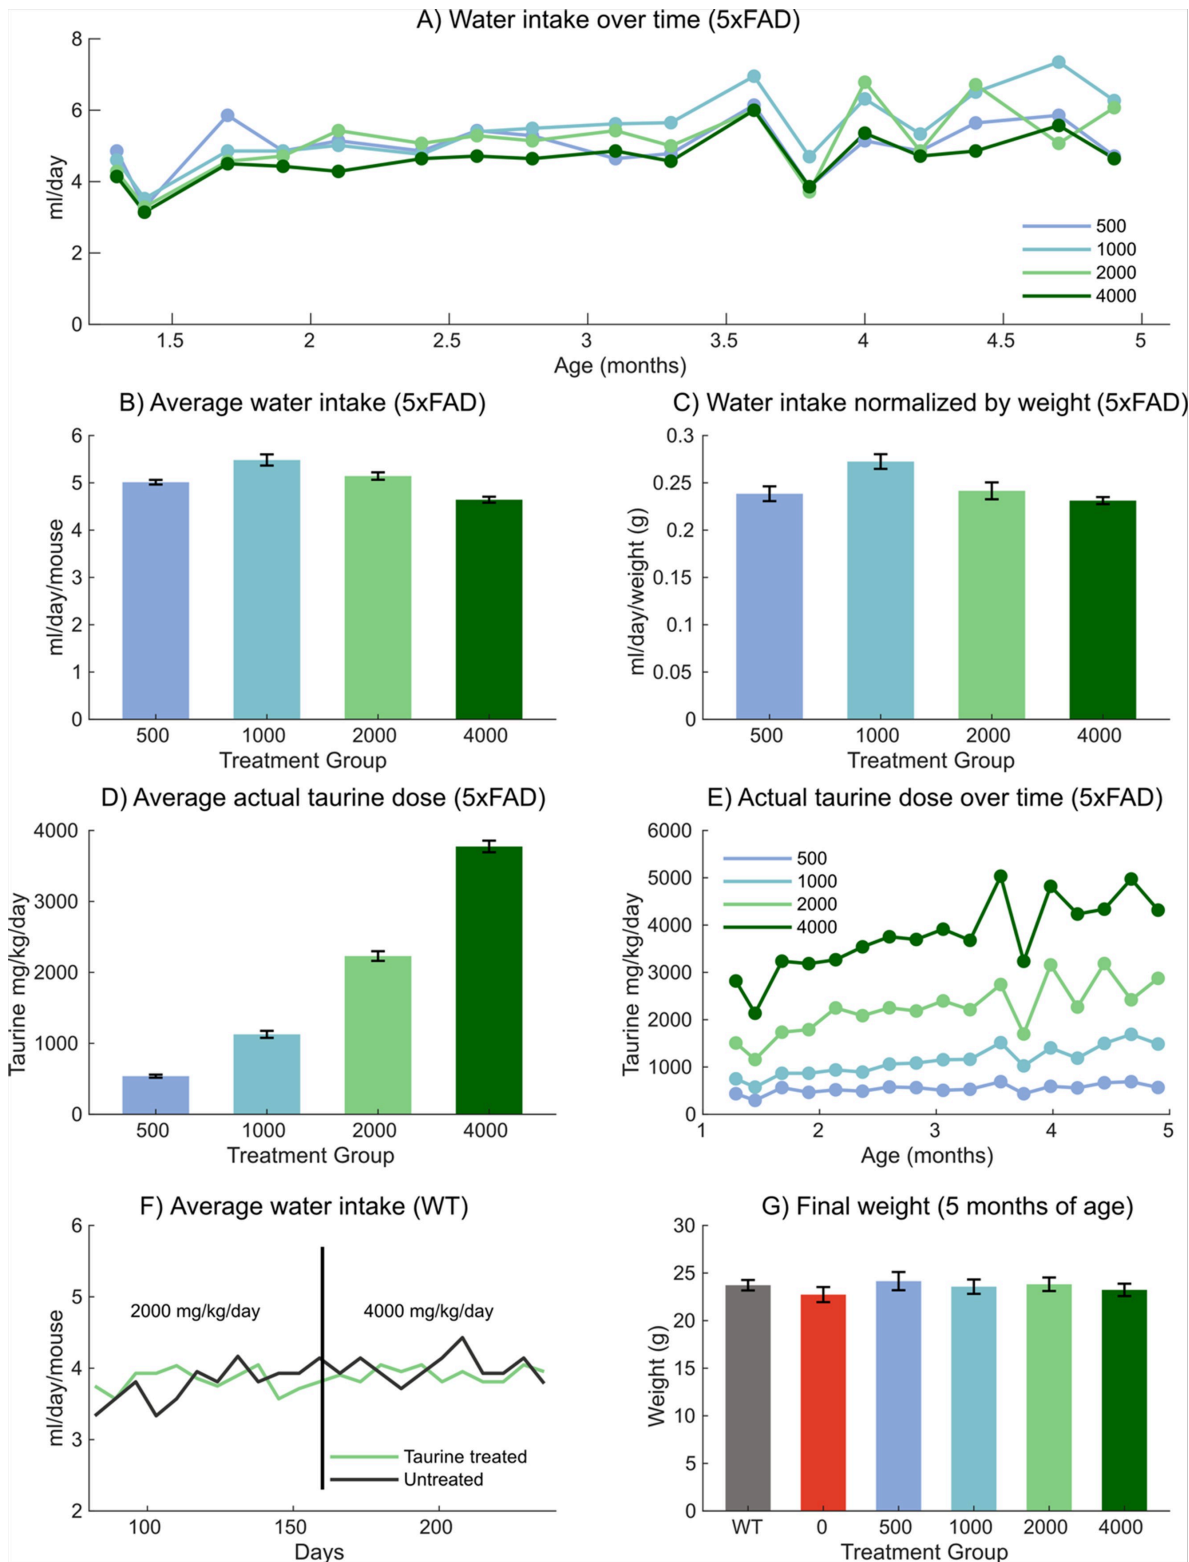 A) Water intake over time (5xFAD)
8
6
4
2
0
ml/day
500
1000
2000
4000
1.5 2 2.5 3 3.5 4 4.5 5
Age (months)
B) Average water intake (5xFAD)
6
5
4
3
2
1
0
ml/day/mouse
500 1000 2000 4000
Treatment Group
C) Water intake normalized by weight (5xFAD)
0.3
0.25
0.2
0.15
0.1
0.05
0
ml/day/weight (g)
500 1000 2000 4000
Treatment Group
D) Average actual taurine dose (5xFAD)
4000
3000
2000
1000
0
Taurine mg/kg/day
500 1000 2000 4000
Treatment Group
E) Actual taurine dose over time (5xFAD)
6000
5000
4000
3000
2000
1000
0
Taurine mg/kg/day
500
1000
2000
4000
1 2 3 4 5
Age (months)
F) Average water intake (WT)
6
5
4
3
2
ml/day/mouse
2000 mg/kg/day 4000 mg/kg/day
Taurine treated
Untreated
100 150 200
Days
G) Final weight (5 months of age)
30
25
20
15
10
5
0
Weight (g)
WT 0 500 1000 2000 4000
Treatment Group